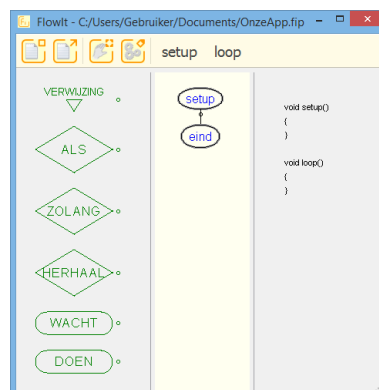 FlowIt - C:/Users/Gebruiker/Documents/OnzeApp.fip
setup loop
VERWIJZING
ALS
ZOLANG
HERHAAL
WACHT
DOEN
setup
eind
void setup()
{
}
void loop()
{
}